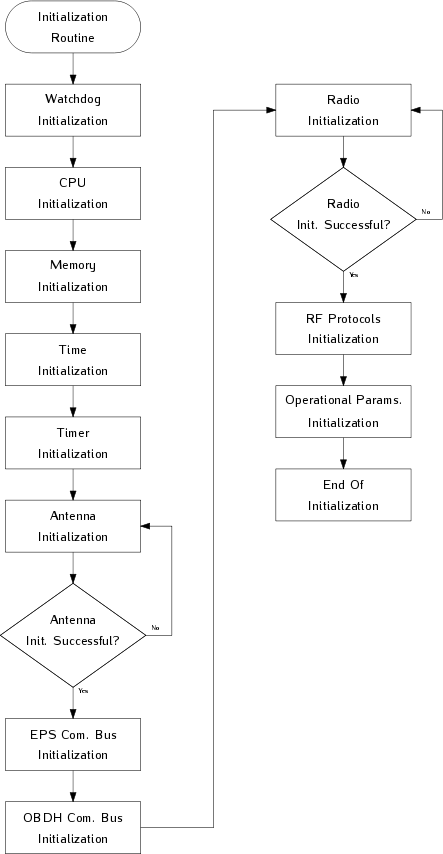 Initialization
Routine
Watchdog
Initialization
CPU
Initialization
Memory
Initialization
Time
Initialization
Timer
Initialization
Antenna
Initialization
Antenna
Init. Successful?
No
Yes
EPS Com. Bus
Initialization
OBDH Com. Bus
Initialization
Radio
Initialization
Radio
Init. Successful?
No
Yes
RF Protocols
Initialization
Operational Params.
Initialization
End Of
Initialization